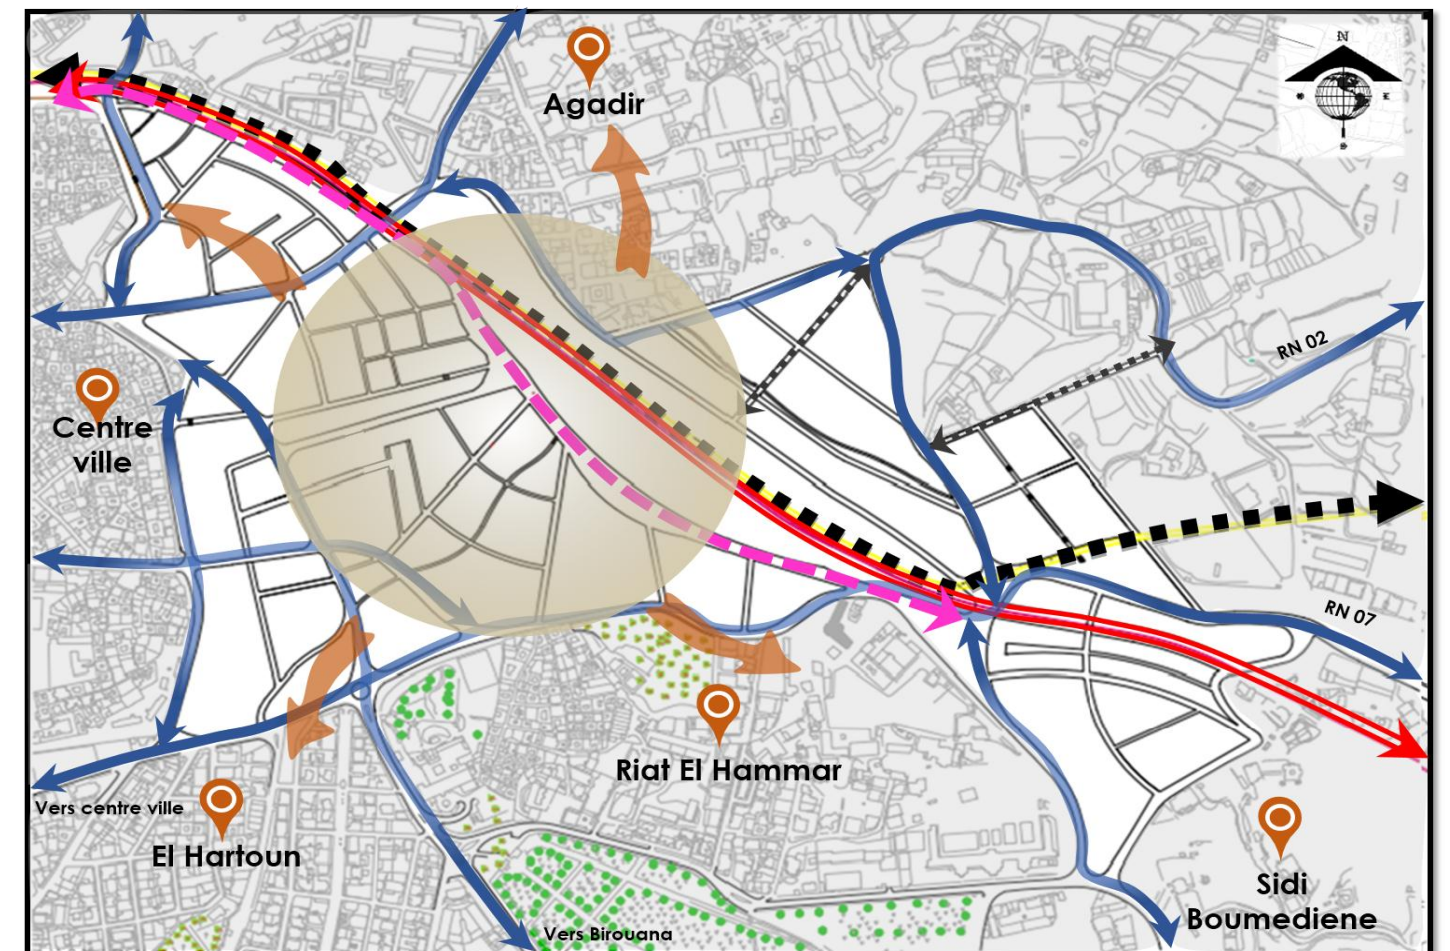 N
Agadir
RN 02
Centre
ville
RN 07
Riat El Hammar
Vers centre ville
El Hartoun
Sidi
Boumediene
Vers Birouana